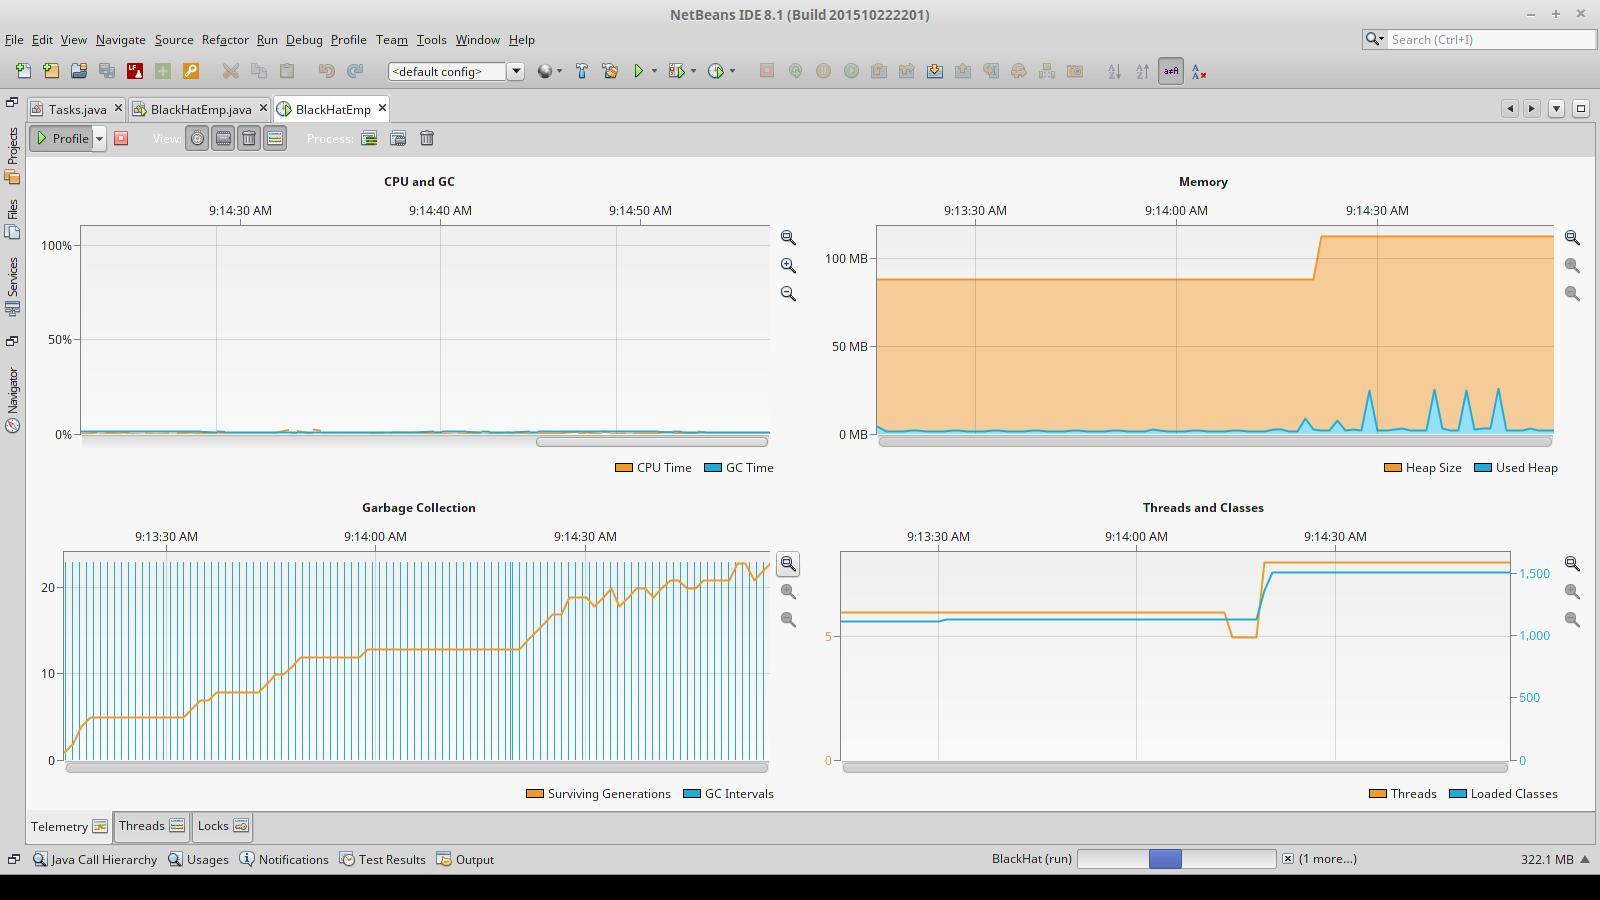 NetBeans IDE 8.1 (Build 201510222201)
File Edit View Navigate Source Refactor Run Debug Profile Team Tools Window Help
Search (Ctrl+I)
<default config>
Tasks.java BlackHatEmp.java BlackHatEmp
Profile View: Process:
Projects
Files
Services
Navigator
CPU and GC
9:14:30 AM 9:14:40 AM 9:14:50 AM
100%
50%
0%
CPU Time GC Time
Memory
9:13:30 AM 9:14:00 AM 9:14:30 AM
100 MB
50 MB
0 MB
Heap Size Used Heap
Garbage Collection
9:13:30 AM 9:14:00 AM 9:14:30 AM
20
10
0
Surviving Generations GC Intervals
Threads and Classes
9:13:30 AM 9:14:00 AM 9:14:30 AM
5
0
1,500
1,000
500
0
Threads Loaded Classes
Telemetry Threads Locks
Java Call Hierarchy Usages Notifications Test Results Output
BlackHat (run) (1 more...) 322.1 MB